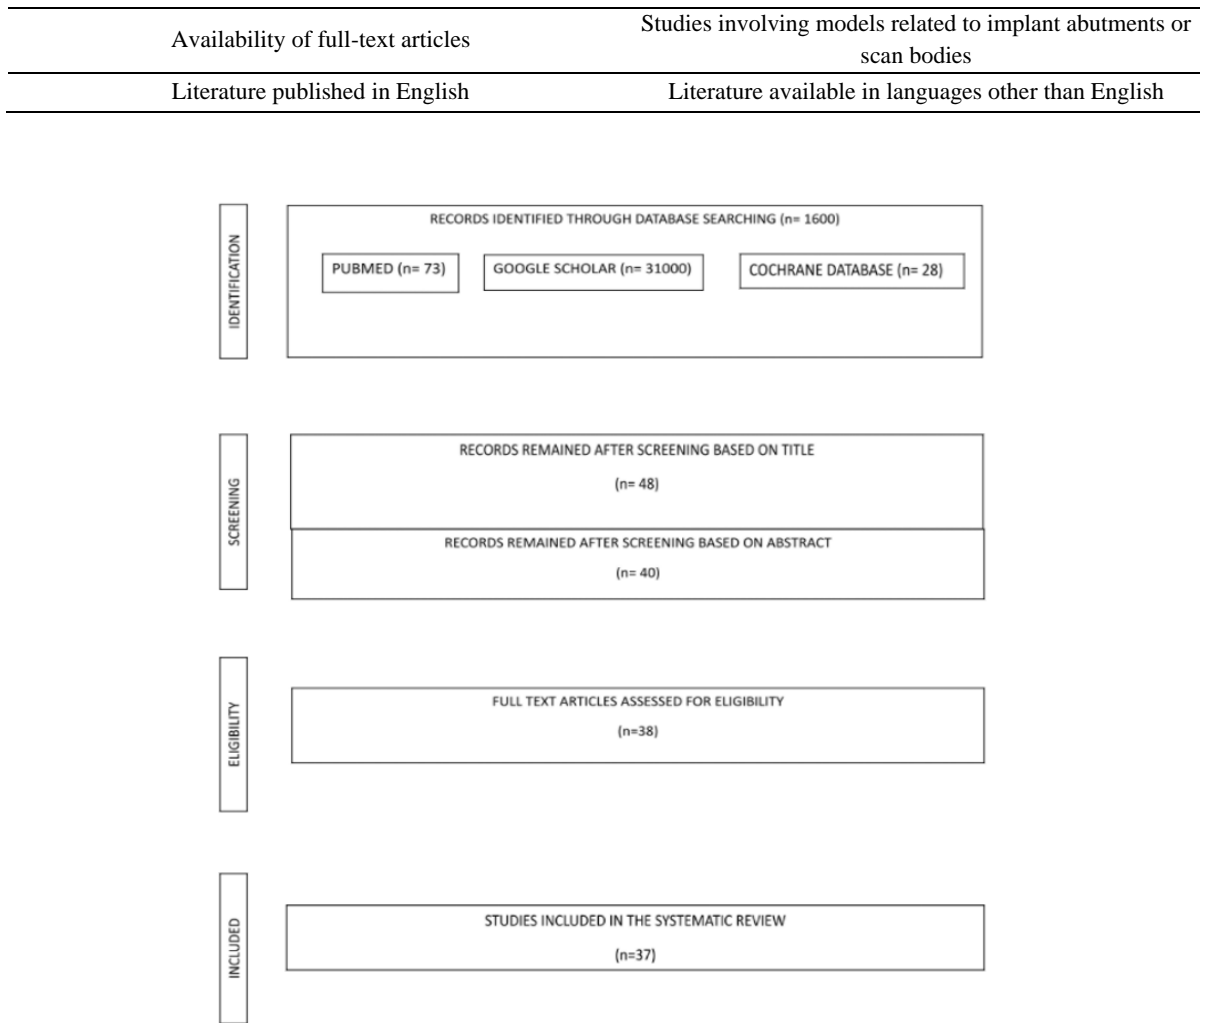 Availability of full-text articles
Studies involving models related to implant abutments or
scan bodies
Literature published in English
Literature available in languages other than English
IDENTIFICATION
RECORDS IDENTIFIED THROUGH DATABASE SEARCHING (n= 1600)
PUBMED (n= 73)
GOOGLE SCHOLAR (n= 31000)
COCHRANE DATABASE (n= 28)
SCREENING
RECORDS REMAINED AFTER SCREENING BASED ON TITLE
(n= 48)
RECORDS REMAINED AFTER SCREENING BASED ON ABSTRACT
(n= 40)
ELIGIBILITY
FULL TEXT ARTICLES ASSESSED FOR ELIGIBILITY
(n=38)
INCLUDED
STUDIES INCLUDED IN THE SYSTEMATIC REVIEW
(n=37)